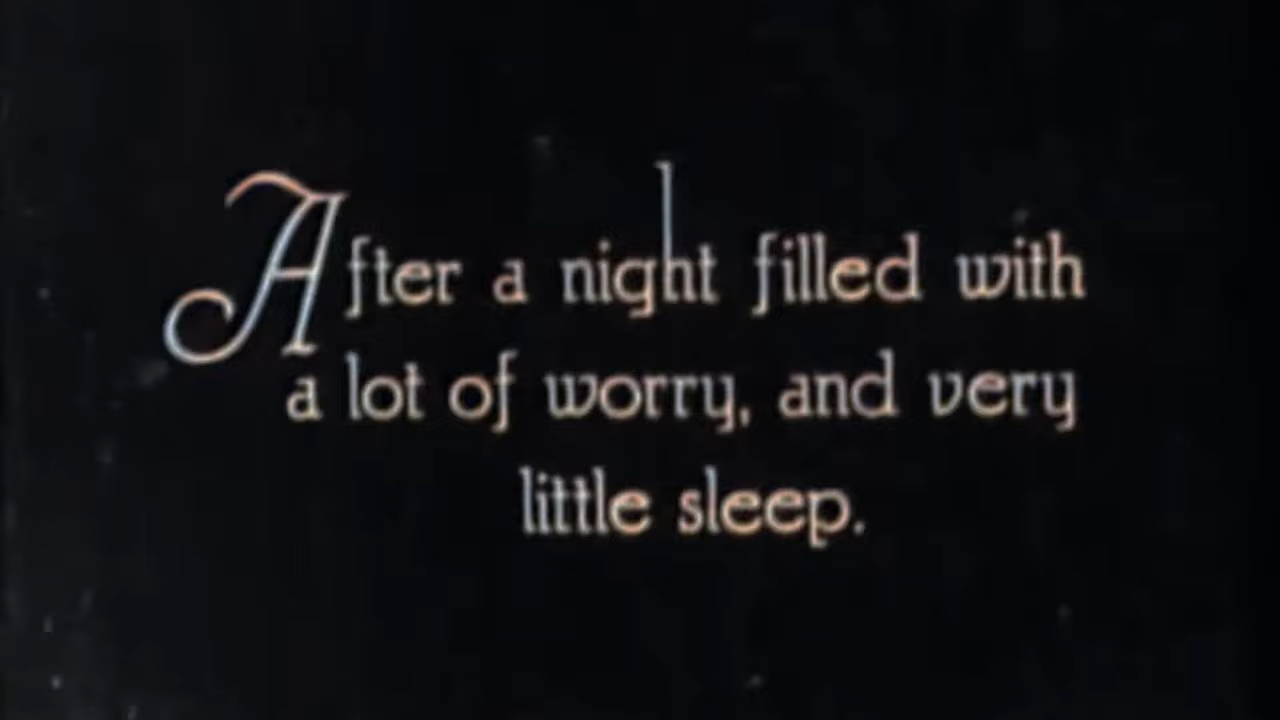 After a night filled with
a lot of worry, and very
little sleep.